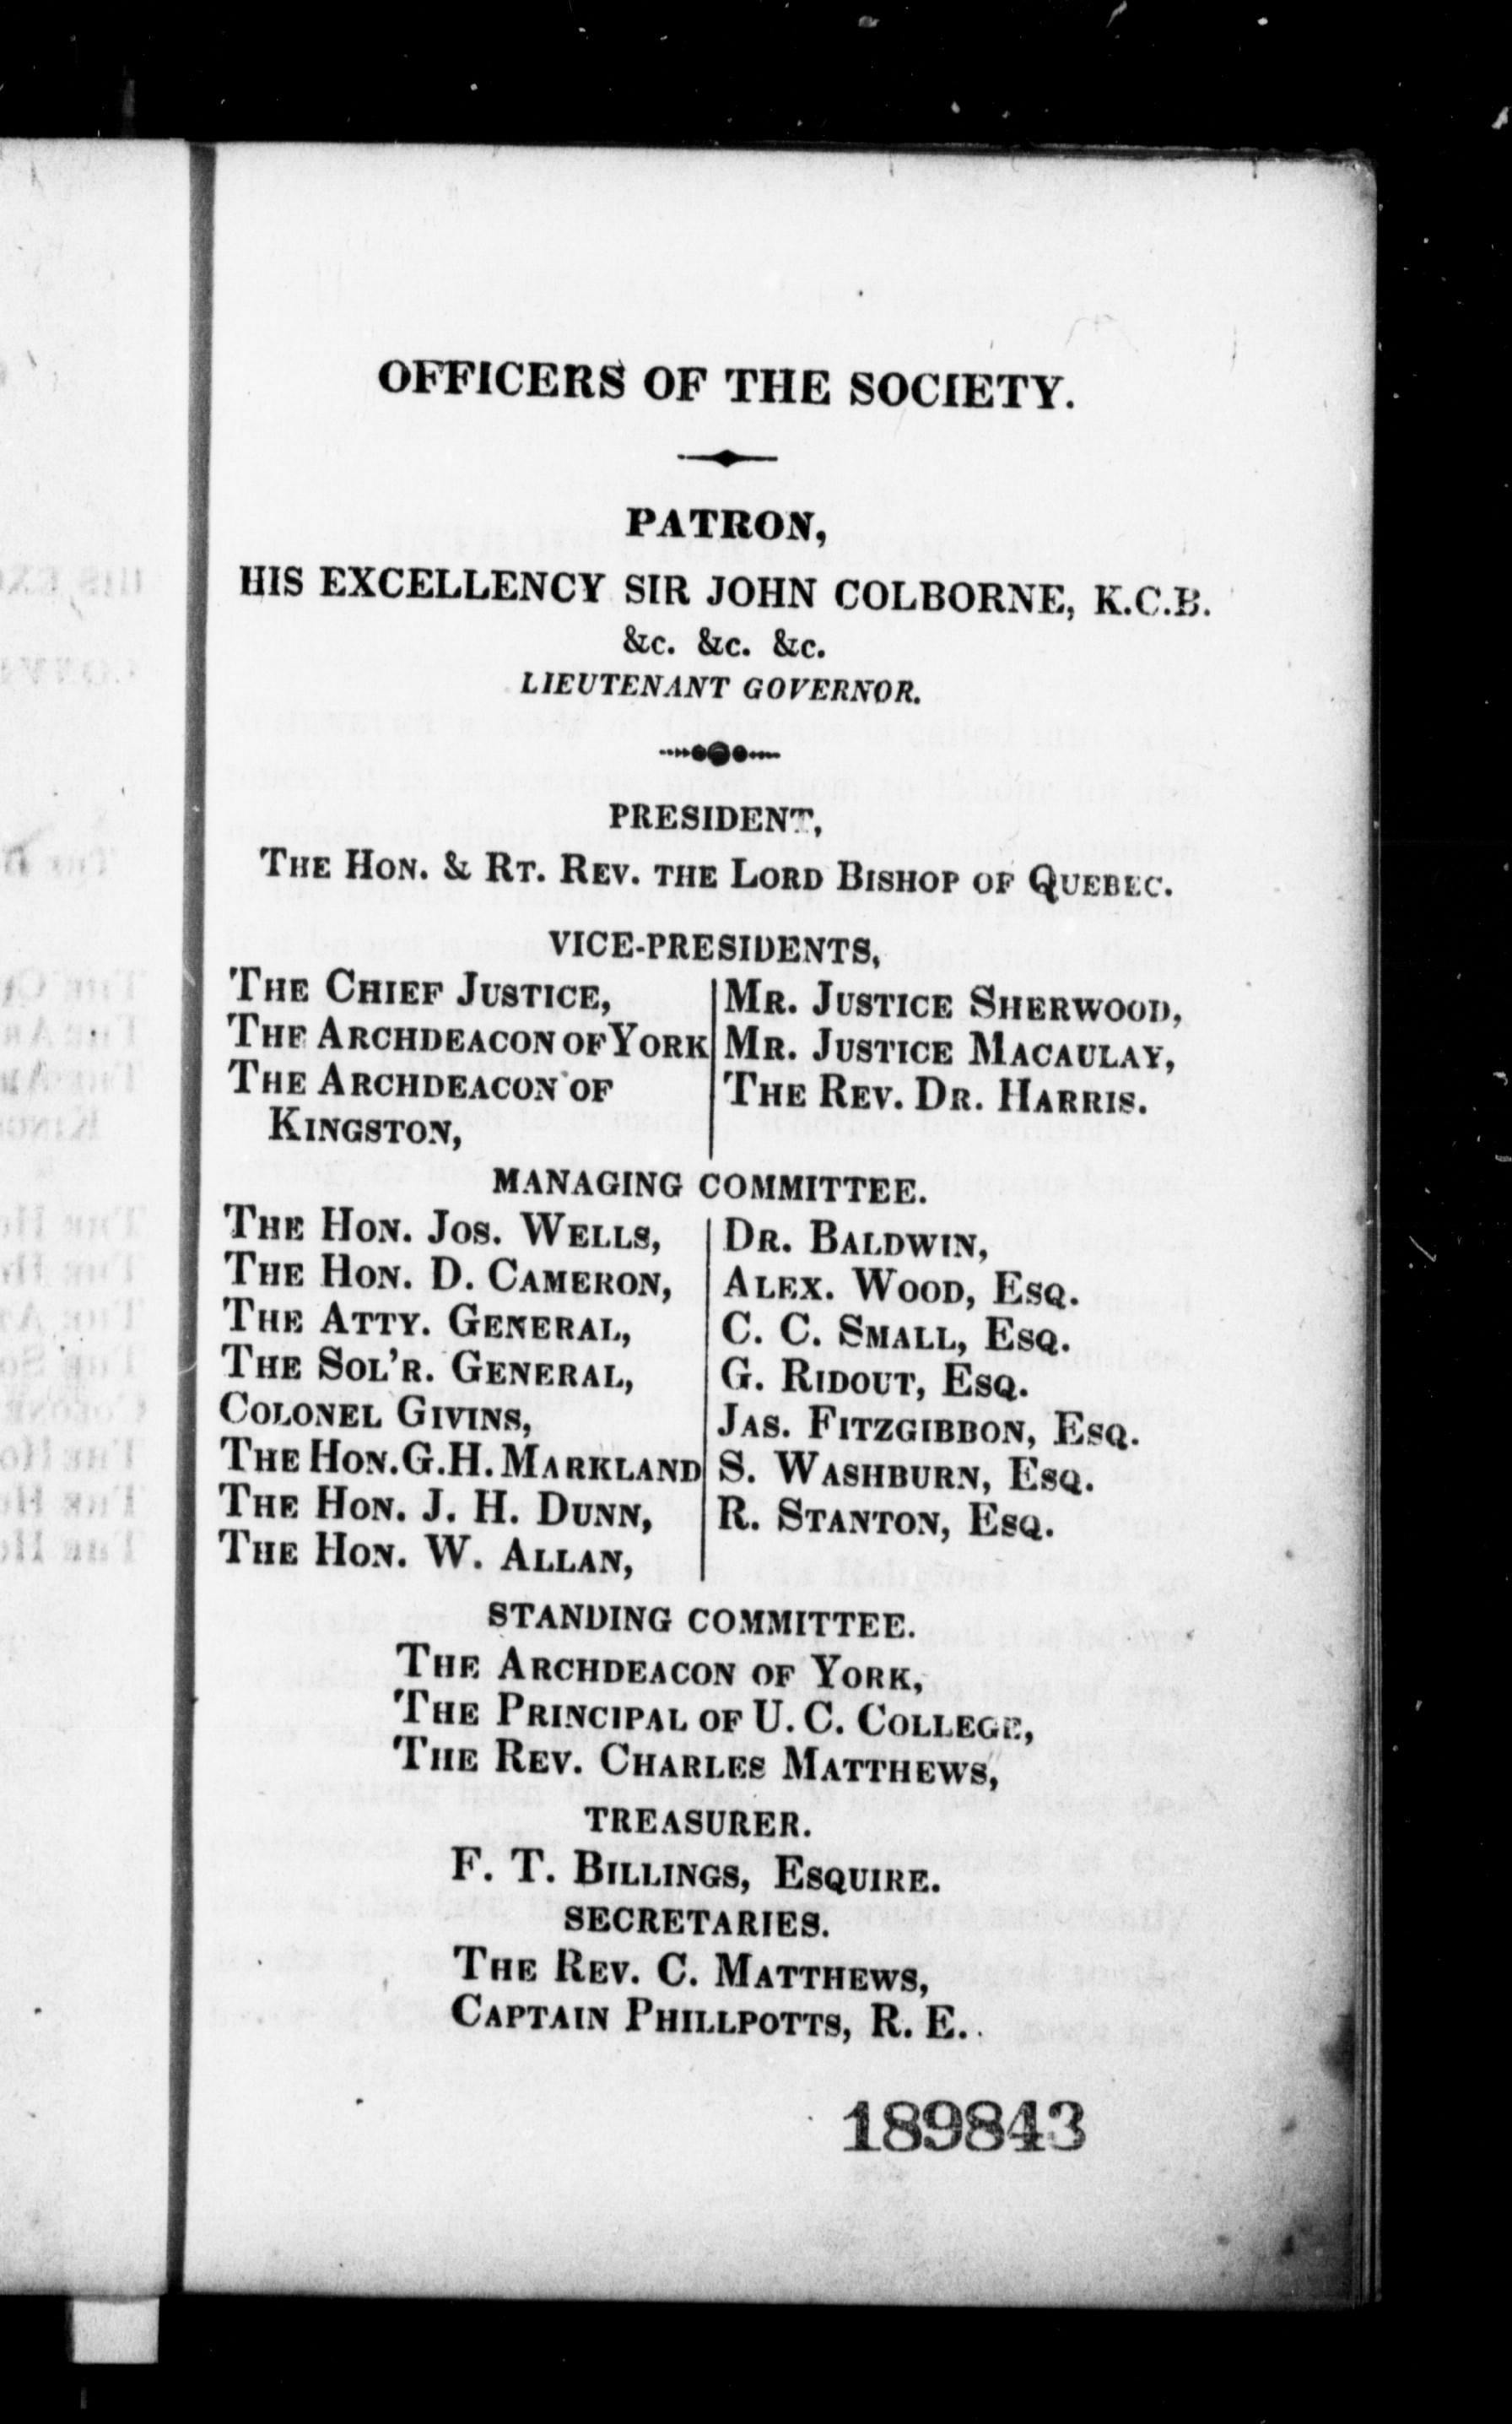 OFFICERS OF THE SOCIETY.
PATRON,
HIS EXCELLENCY SIR JOHN COLBORNE, K.C.B.
&c. &c. &c.
LIEUTENANT GOVERNOR.
PRESIDENT,
THE HON. & RT. REV. THE LORD BISHOP OF QUEBEC.
VICE-PRESIDENTS,
THE CHIEF JUSTICE,
THE ARCHDEACON OF YORK
THE ARCHDEACON OF
KINGSTON,
MR. JUSTICE SHERWOOD,
MR. JUSTICE MACAULAY,
THE REV. DR. HARRIS.
MANAGING COMMITTEE.
THE HON. JOS. WELLS,
THE HON. D. CAMERON,
THE ATTY. GENERAL,
THE SOL'R. GENERAL,
COLONEL GIVINS,
THE HON. G. H. MARKLAND
THE HON. J. H. DUNN,
THE HON. W. ALLAN,
DR. BALDWIN,
ALEX. WOOD, ESQ.
C. C. SMALL, ESQ.
G. RIDOUT, ESQ.
JAS. FITZGIBBON, ESQ.
S. WASHBURN, ESQ.
R. STANTON, ESQ.
STANDING COMMITTEE.
THE ARCHDEACON OF YORK,
THE PRINCIPAL OF U. C. COLLEGE,
THE REV. CHARLES MATTHEWS,
TREASURER.
F. T. BILLINGS, ESQUIRE.
SECRETARIES.
THE REV. C. MATTHEWS,
CAPTAIN PHILLPOTTS, R. E.
189843